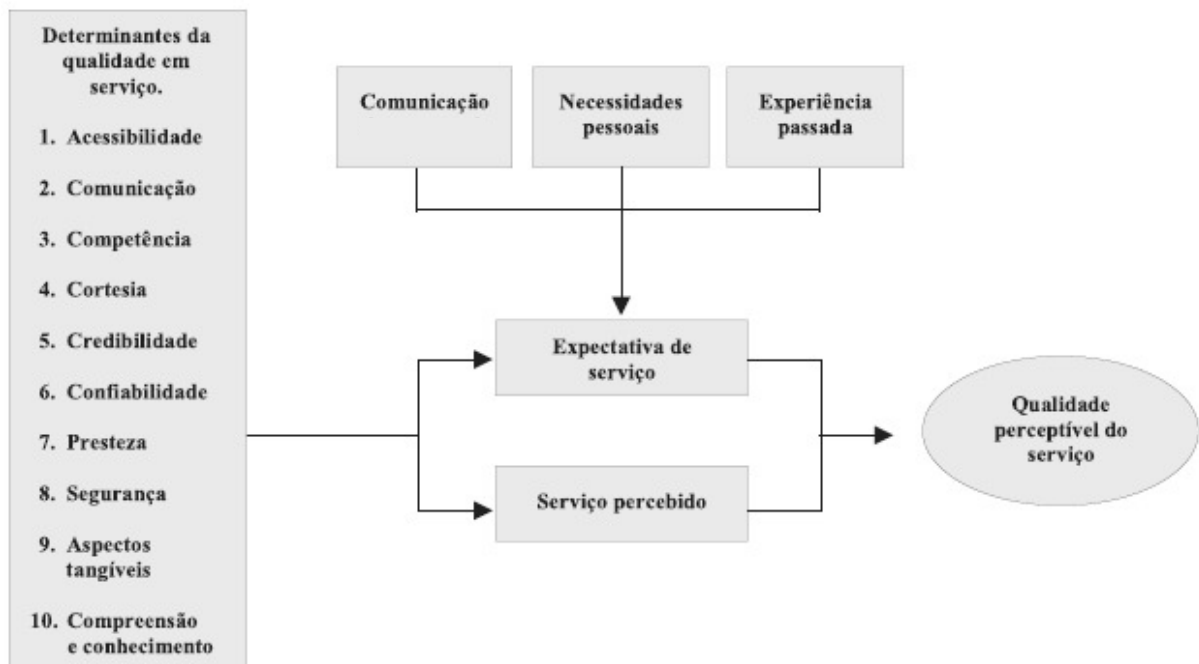 Determinantes da
qualidade em
serviço.
1. Acessibilidade
2. Comunicação
3. Competência
4. Cortesia
5. Credibilidade
6. Confiabilidade
7. Presteza
8. Segurança
9. Aspectos
tangíveis
10. Compreensão
e conhecimento
Comunicação
Necessidades
pessoais
Experiência
passada
Expectativa de
serviço
Serviço percebido
Qualidade
perceptível do
serviço